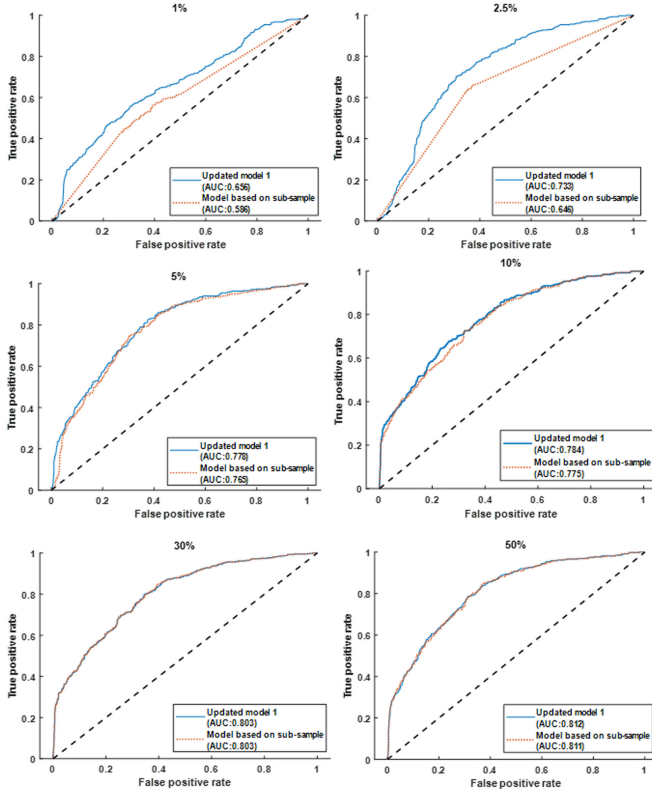 1%
True positive rate
1
0.8
0.6
0.4
0.2
0
0 0.2 0.4 0.6 0.8 1
False positive rate
Updated model 1
(AUC:0.656)
Model based on sub-sample
(AUC:0.586)
2.5%
True positive rate
1
0.8
0.6
0.4
0.2
0
0 0.2 0.4 0.6 0.8 1
False positive rate
Updated model 1
(AUC:0.733)
Model based on sub-sample
(AUC:0.646)
5%
True positive rate
1
0.8
0.6
0.4
0.2
0
0 0.2 0.4 0.6 0.8 1
False positive rate
Updated model 1
(AUC:0.778)
Model based on sub-sample
(AUC:0.765)
10%
True positive rate
1
0.8
0.6
0.4
0.2
0
0 0.2 0.4 0.6 0.8 1
False positive rate
Updated model 1
(AUC:0.784)
Model based on sub-sample
(AUC:0.775)
30%
True positive rate
1
0.8
0.6
0.4
0.2
0
0 0.2 0.4 0.6 0.8 1
False positive rate
Updated model 1
(AUC:0.803)
Model based on sub-sample
(AUC:0.803)
50%
True positive rate
1
0.8
0.6
0.4
0.2
0
0 0.2 0.4 0.6 0.8 1
False positive rate
Updated model 1
(AUC:0.812)
Model based on sub-sample
(AUC:0.811)